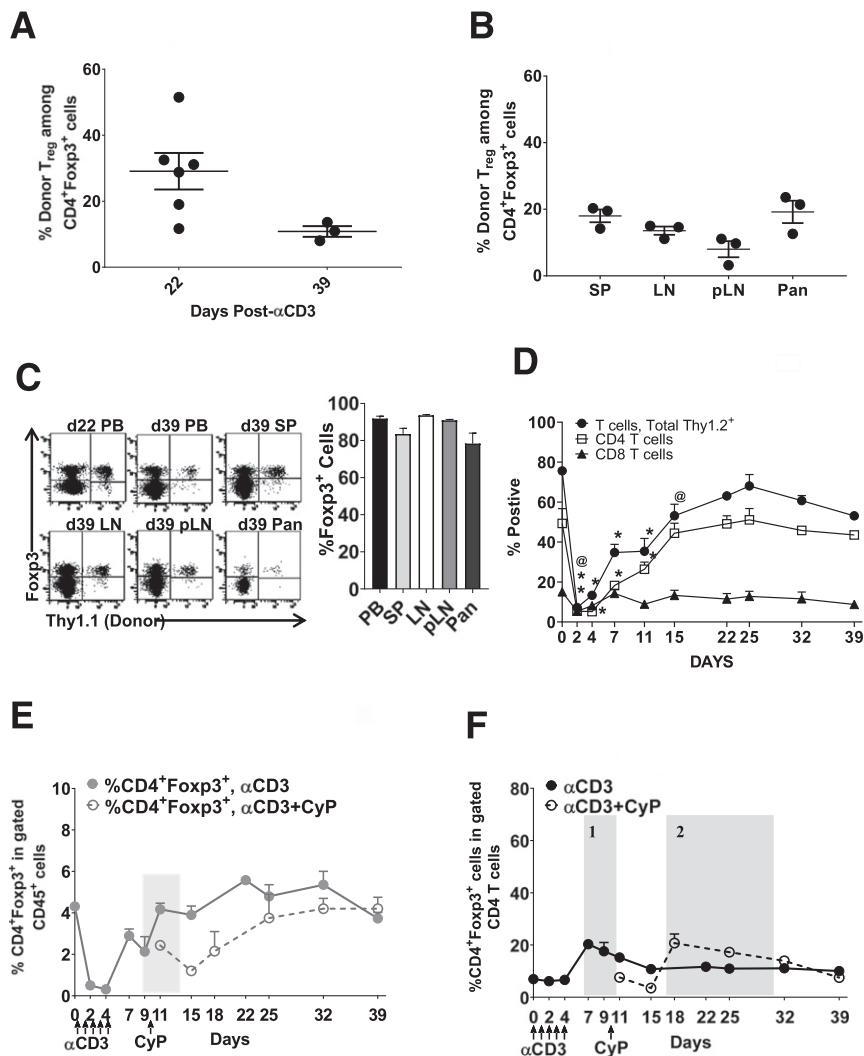 A
60
40
20
0
% Donor Treg among
CD4+Foxp3+ cells
22
39
Days Post-αCD3
B
60
40
20
0
% Donor Treg among
CD4+Foxp3+ cells
SP
LN
pLN
Pan
C
d22 PB
d39 PB
d39 SP
d39 LN
d39 pLN
d39 Pan
Foxp3
Thy1.1 (Donor)
100
80
60
40
20
0
%Foxp3+ Cells
PB
SP
LN
pLN
Pan
D
100
80
60
40
20
0
% Postive
T cells, Total Thy1.2+
CD4 T cells
CD8 T cells
@
*
*
*
*
*
*
*
*
@
0 2 4 7 11 15 22 25 32 39
DAYS
E
10
8
6
4
2
0
% CD4+Foxp3+ in gated
CD45+ cells
%CD4+Foxp3+, αCD3
%CD4+Foxp3+, αCD3+CyP
0 2 4 7 9 11 15 18 22 25 32 39
αCD3
CyP
Days
F
80
60
40
20
0
%CD4+Foxp3+ cells in gated
CD4 T cells
αCD3
αCD3+CyP
1
2
0 2 4 7 9 11 15 18 22 25 32 39
αCD3
CyP
Days